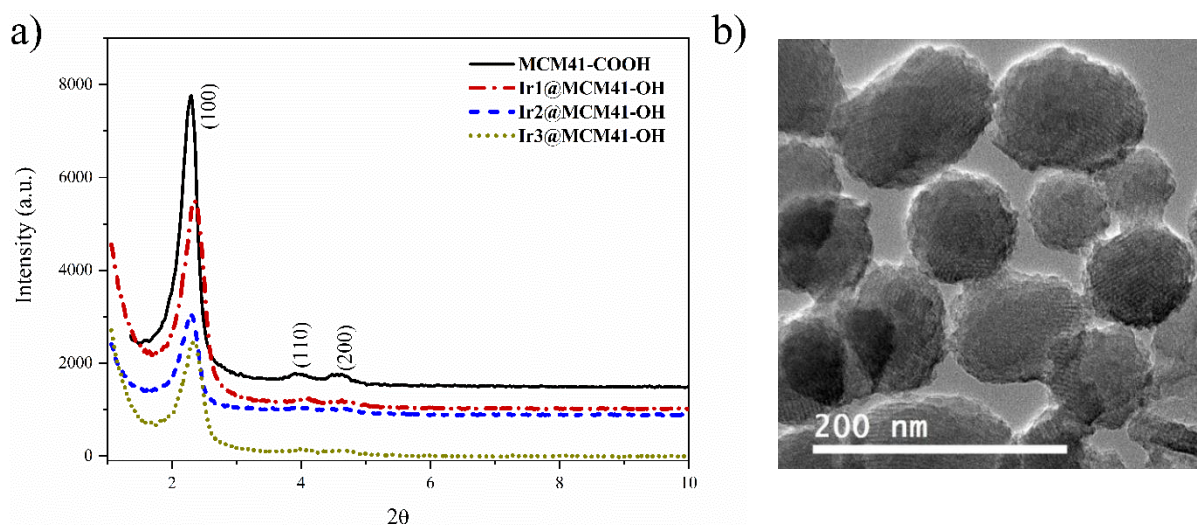 a)
MCM41-COOH
Ir1@MCM41-OH
Ir2@MCM41-OH
Ir3@MCM41-OH
(100)
(110)
(200)
Intensity (a.u.)
8000
6000
4000
2000
0
2
4
6
8
10
2θ
b)
200 nm